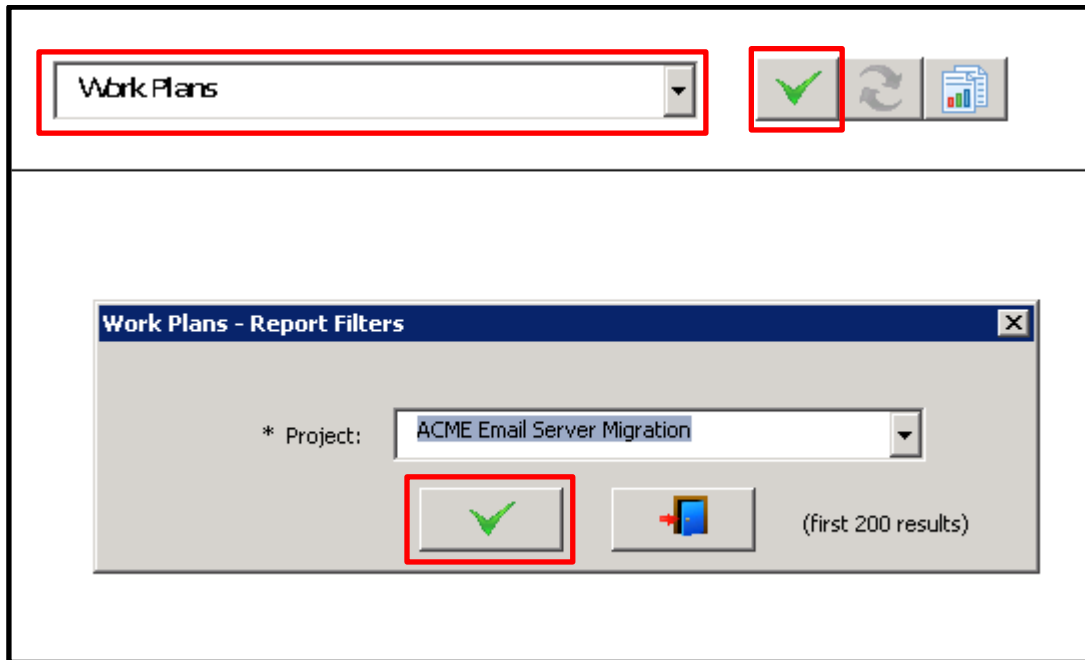 Work Plans
Work Plans - Report Filters
* Project:
ACME Email Server Migration
(first 200 results)